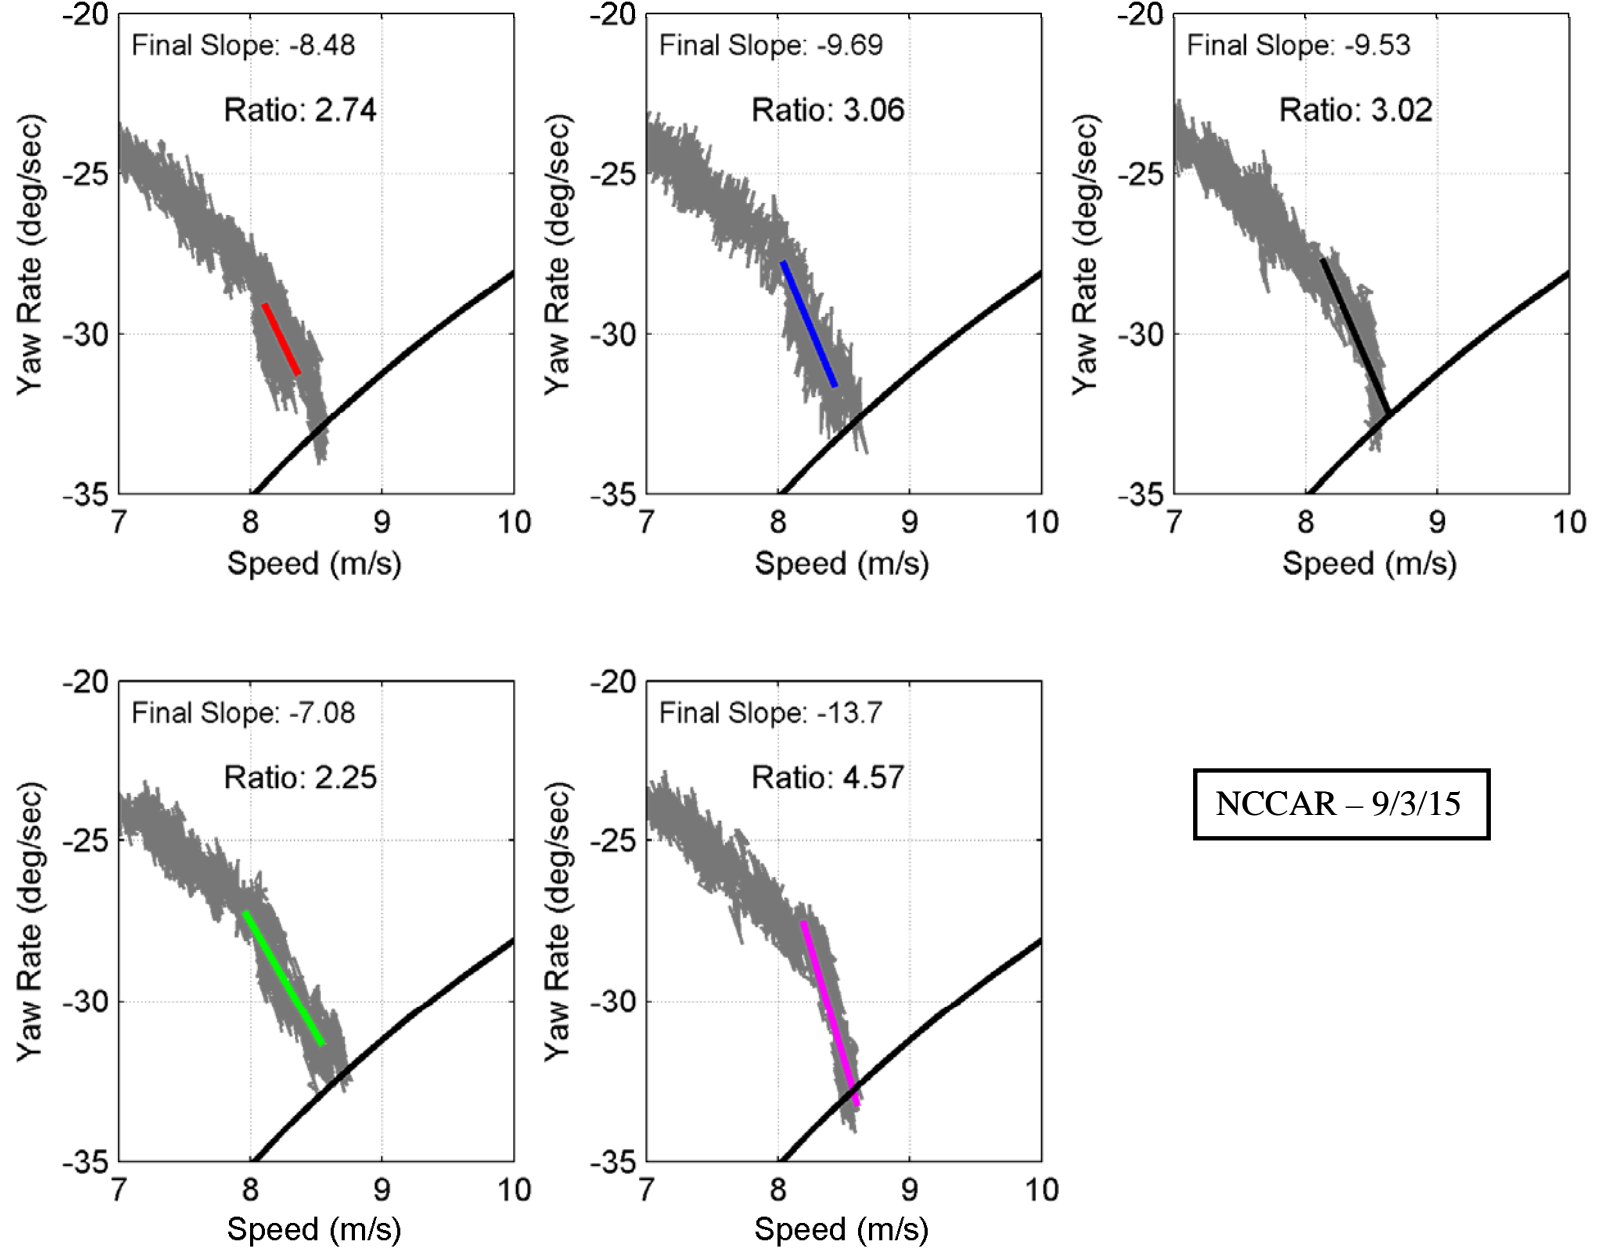 -20
-25
-30
-35
Final Slope: -8.48
Ratio: 2.74
Yaw Rate (deg/sec)
7 8 9 10
Speed (m/s)
-20
-25
-30
-35
Final Slope: -9.69
Ratio: 3.06
Yaw Rate (deg/sec)
7 8 9 10
Speed (m/s)
-20
-25
-30
-35
Final Slope: -9.53
Ratio: 3.02
Yaw Rate (deg/sec)
7 8 9 10
Speed (m/s)
-20
-25
-30
-35
Final Slope: -7.08
Ratio: 2.25
Yaw Rate (deg/sec)
7 8 9 10
Speed (m/s)
-20
-25
-30
-35
Final Slope: -13.7
Ratio: 4.57
Yaw Rate (deg/sec)
7 8 9 10
Speed (m/s)
NCCAR – 9/3/15